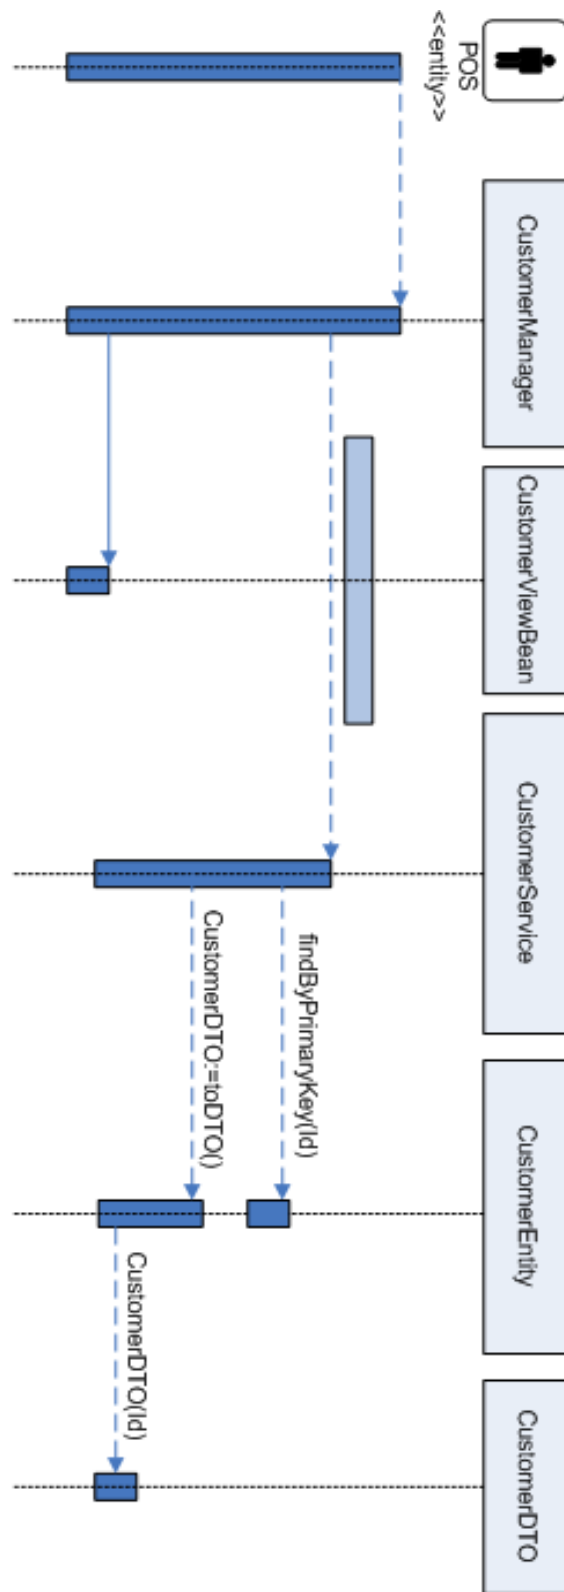 POS
<<entity>>
CustomerManager
CustomerViewBean
CustomerService
CustomerEntity
CustomerDTO
findByPrimaryKey(Id)
CustomerDTO:=toDTO()
CustomerDTO(Id)